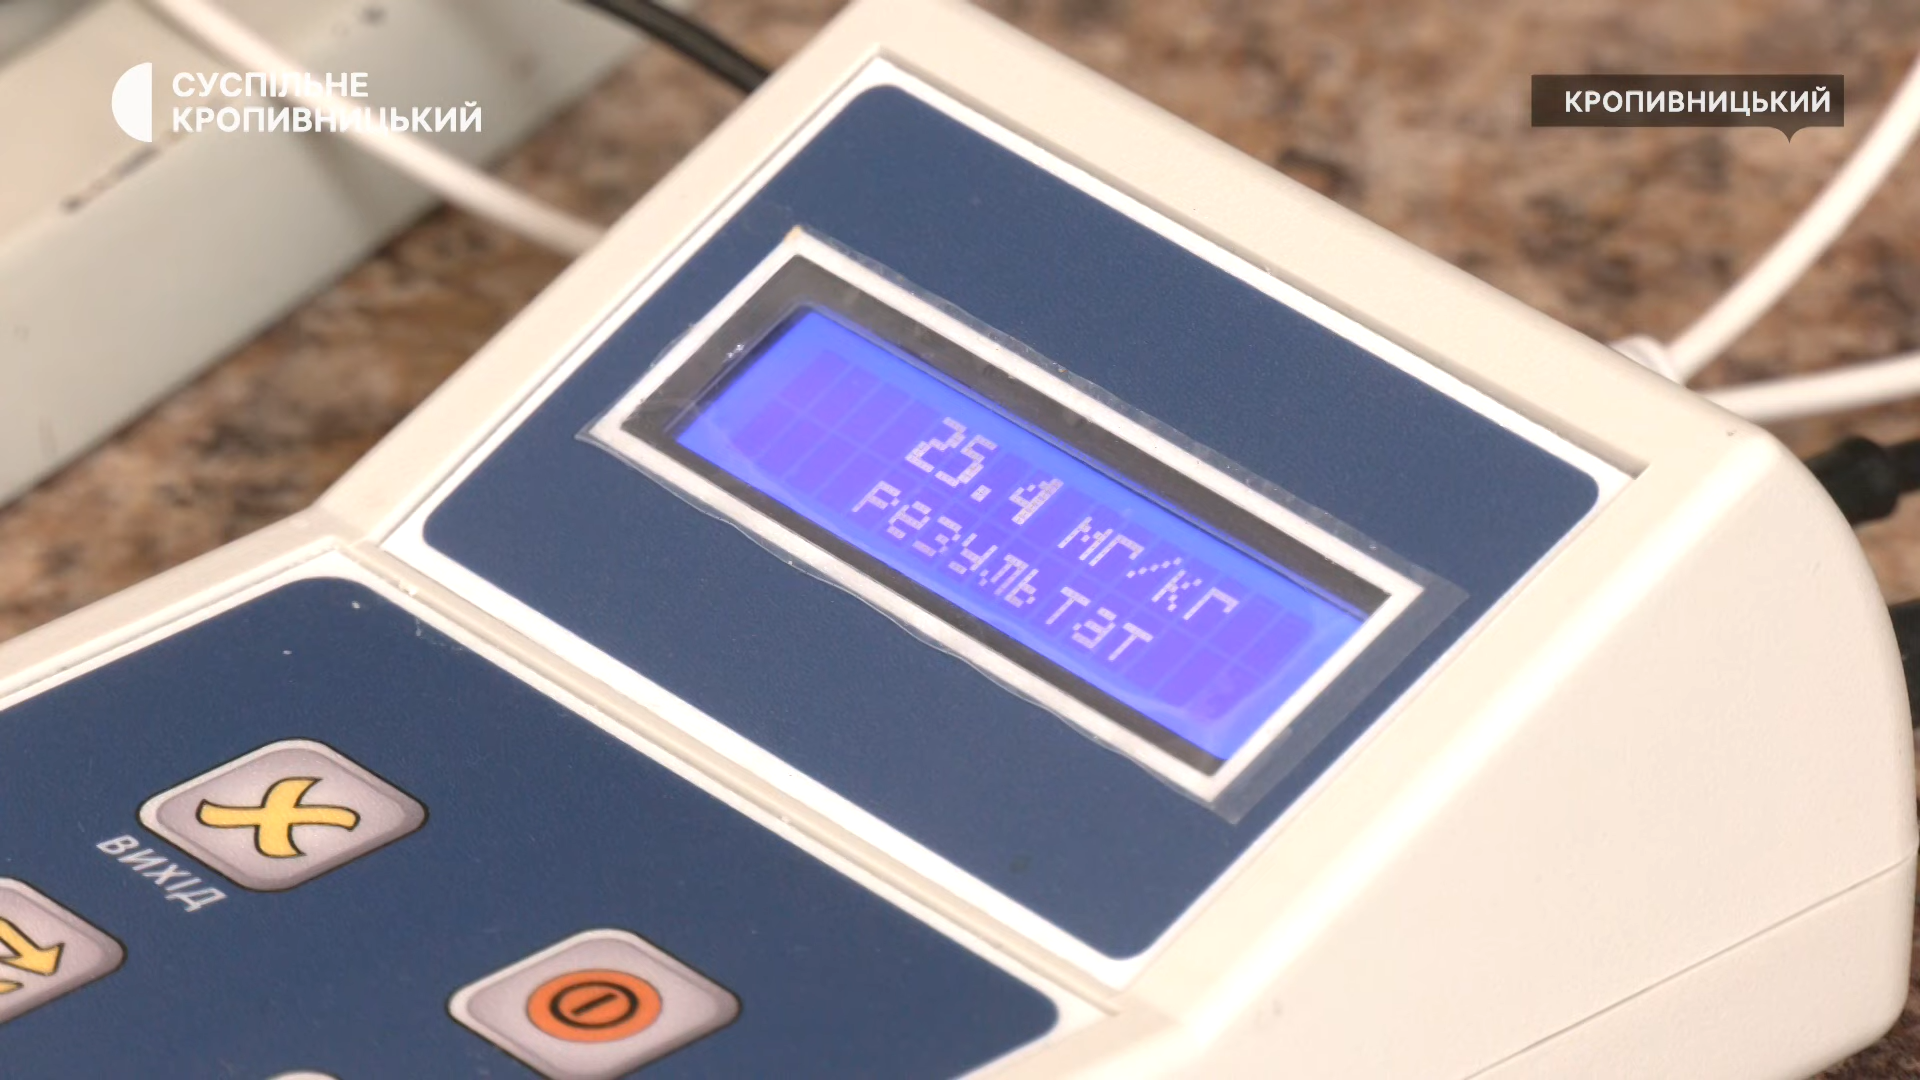 СУСПІЛЬНЕ
КРОПИВНИЦЬКИЙ
КРОПИВНИЦЬКИЙ
25.4 мг/кг
Результат
ВИХІД